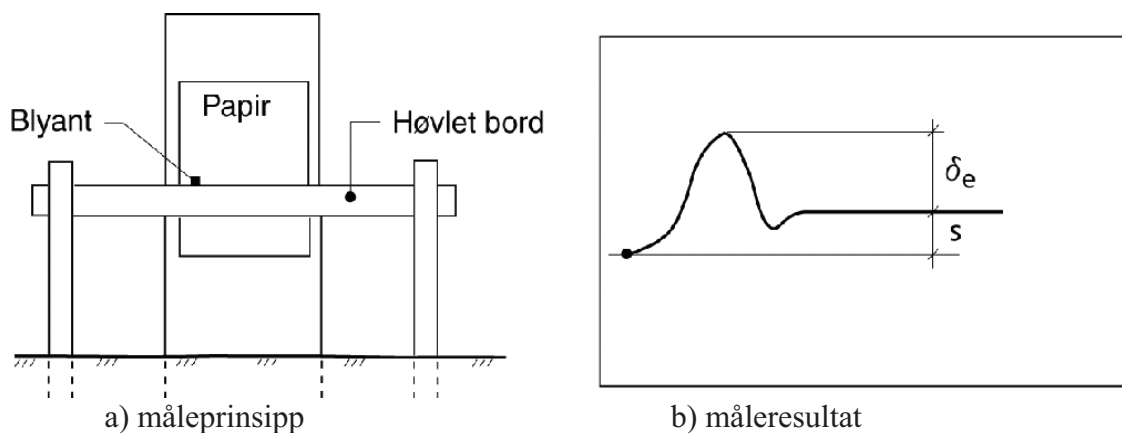 Papir
Blyant
Høvlet bord
δe
s
a) måleprinsipp
b) måleresultat